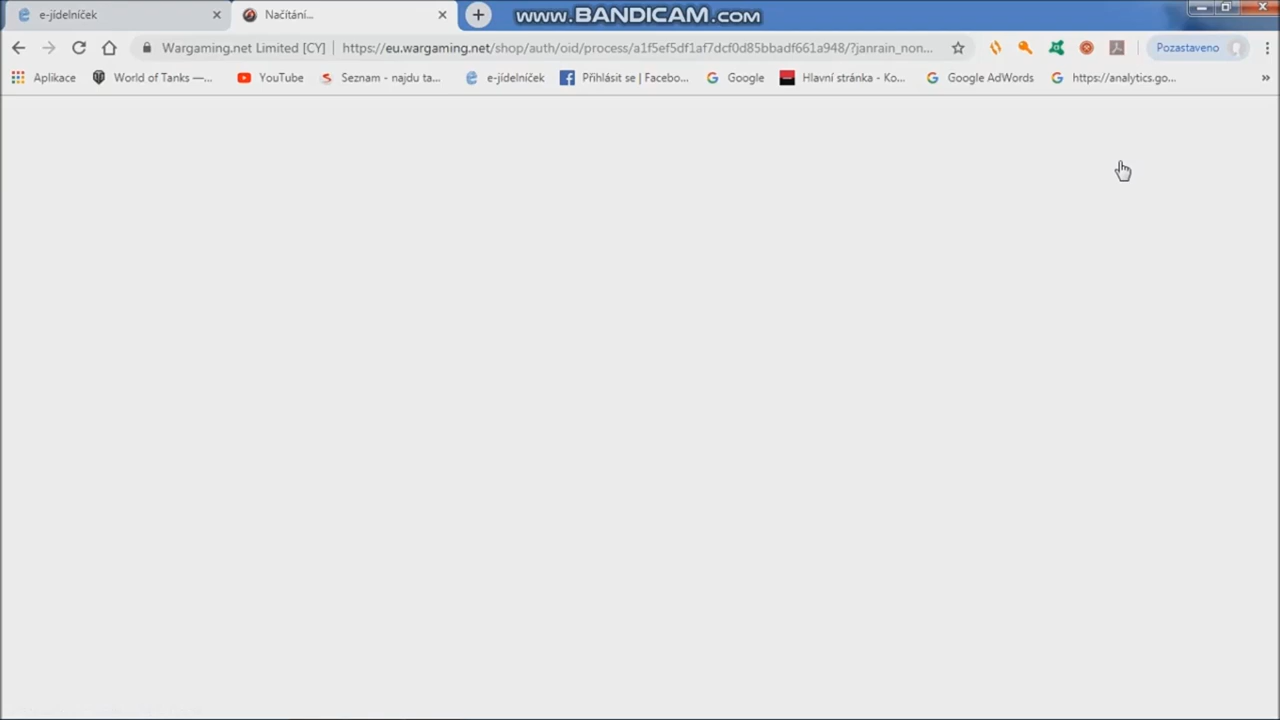 e-jídelníček
Načítání...
www.BANDICAM.com
Wargaming.net Limited [CY]
https://eu.wargaming.net/shop/auth/oid/process/a1f5ef5df1af7dcf0d85bbadf661a948/?janrain_non...
Pozastaveno
Aplikace
World of Tanks —...
YouTube
Seznam - najdu ta...
e-jídelníček
Přihlásit se | Facebo...
Google
Hlavní stránka - Ko...
Google AdWords
https://analytics.go...